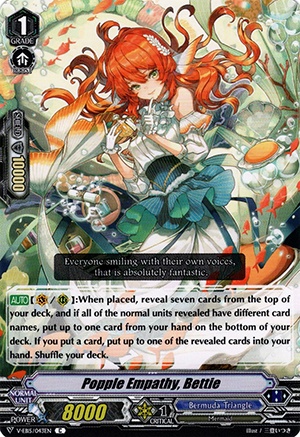 1
GRADE
BOOST
SHIELD
10000
Everyone smiling with their own voices,
that is absolutely fantastic.
AUTO [ ]:When placed, reveal seven cards from the top of
your deck, and if all of the normal units revealed have different card
names, put up to one card from your hand on the bottom of your
deck. If you put a card, put up to one of the revealed cards into your
hand. Shuffle your deck.
Popple Empathy, Bettie
NORMAL
UNIT
POWER
8000
1
CRITICAL
Bermuda Triangle
Mermaid
V-EB15/043EN C